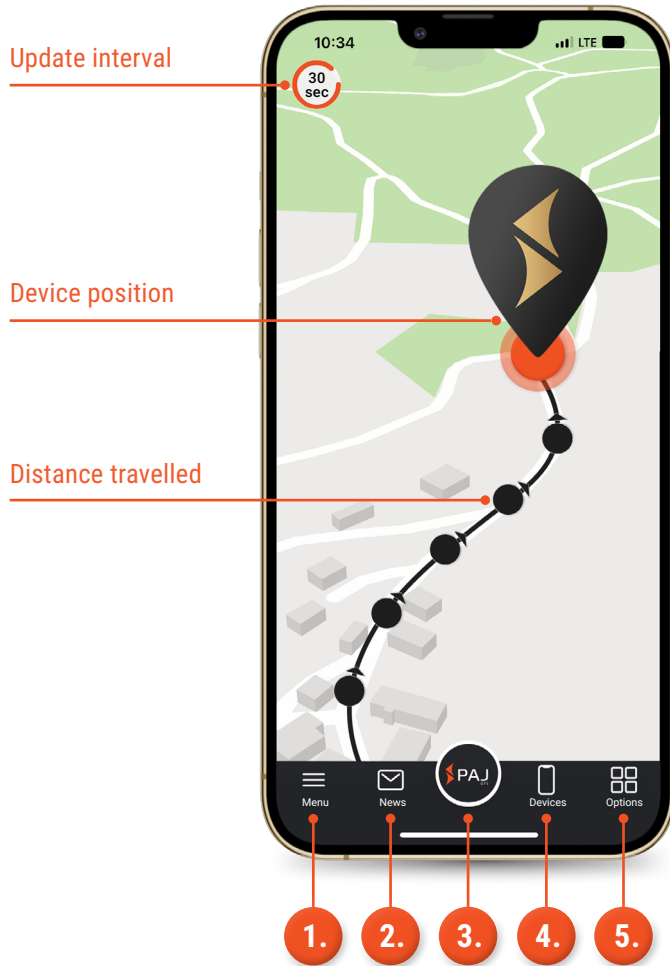 Update interval
10:34
LTE
30
sec
Device position
Distance travelled
PAJ
GPS
Menu
News
Devices
Options
1.
2.
3.
4.
5.